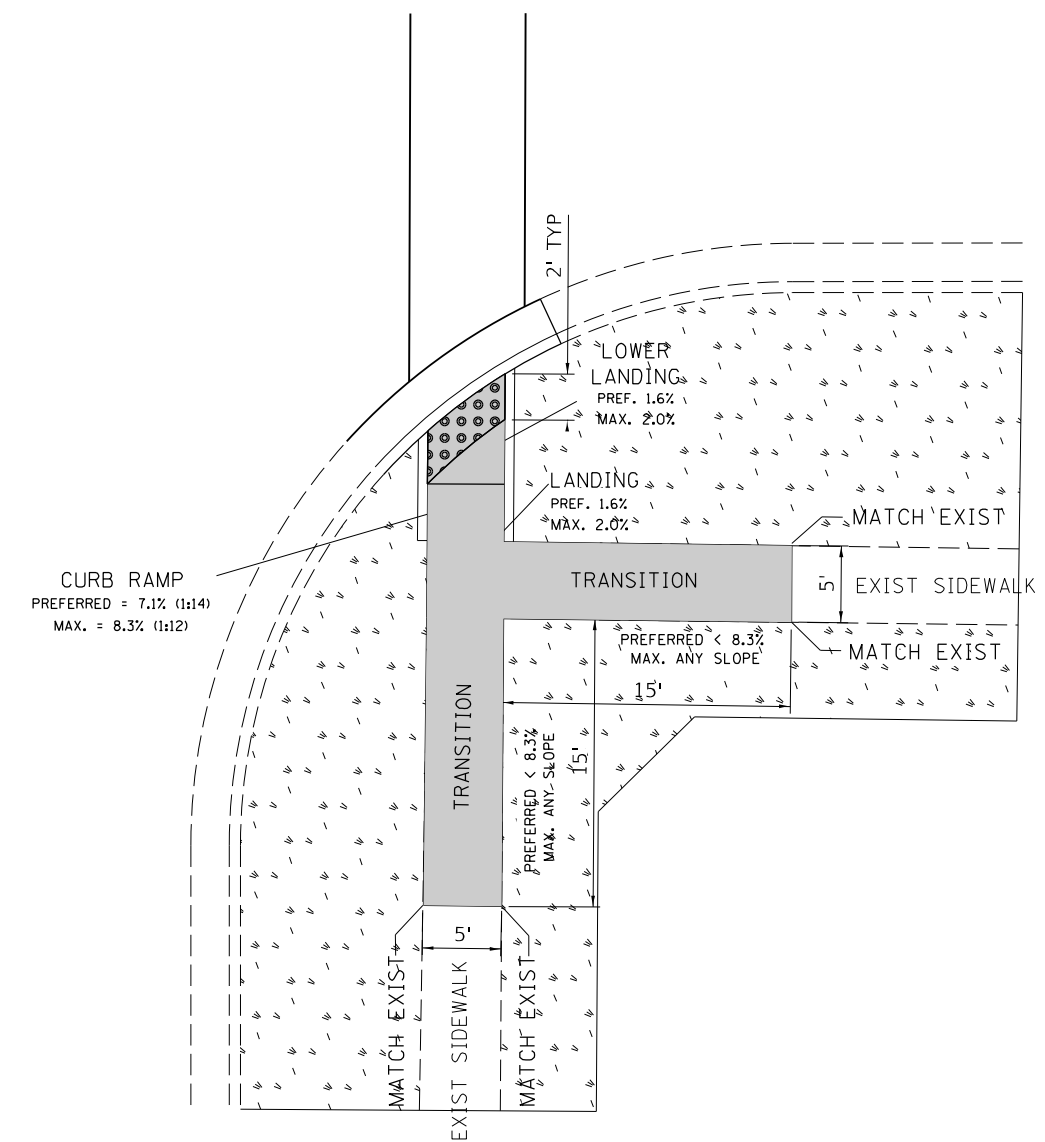 2' TYP
LOWER
LANDING
PREF. 1.6%
MAX. 2.0%
LANDING
PREF. 1.6%
MAX. 2.0%
MATCH EXIST
CURB RAMP
PREFERRED = 7.1% (1:14)
MAX. = 8.3% (1:12)
TRANSITION
5'
EXIST SIDEWALK
PREFERRED < 8.3%
MAX. ANY SLOPE
MATCH EXIST
15'
TRANSITION
PREFERRED < 8.3%
MAX. ANY SLOPE
15'
5'
MATCH EXIST
EXIST SIDEWALK
MATCH EXIST